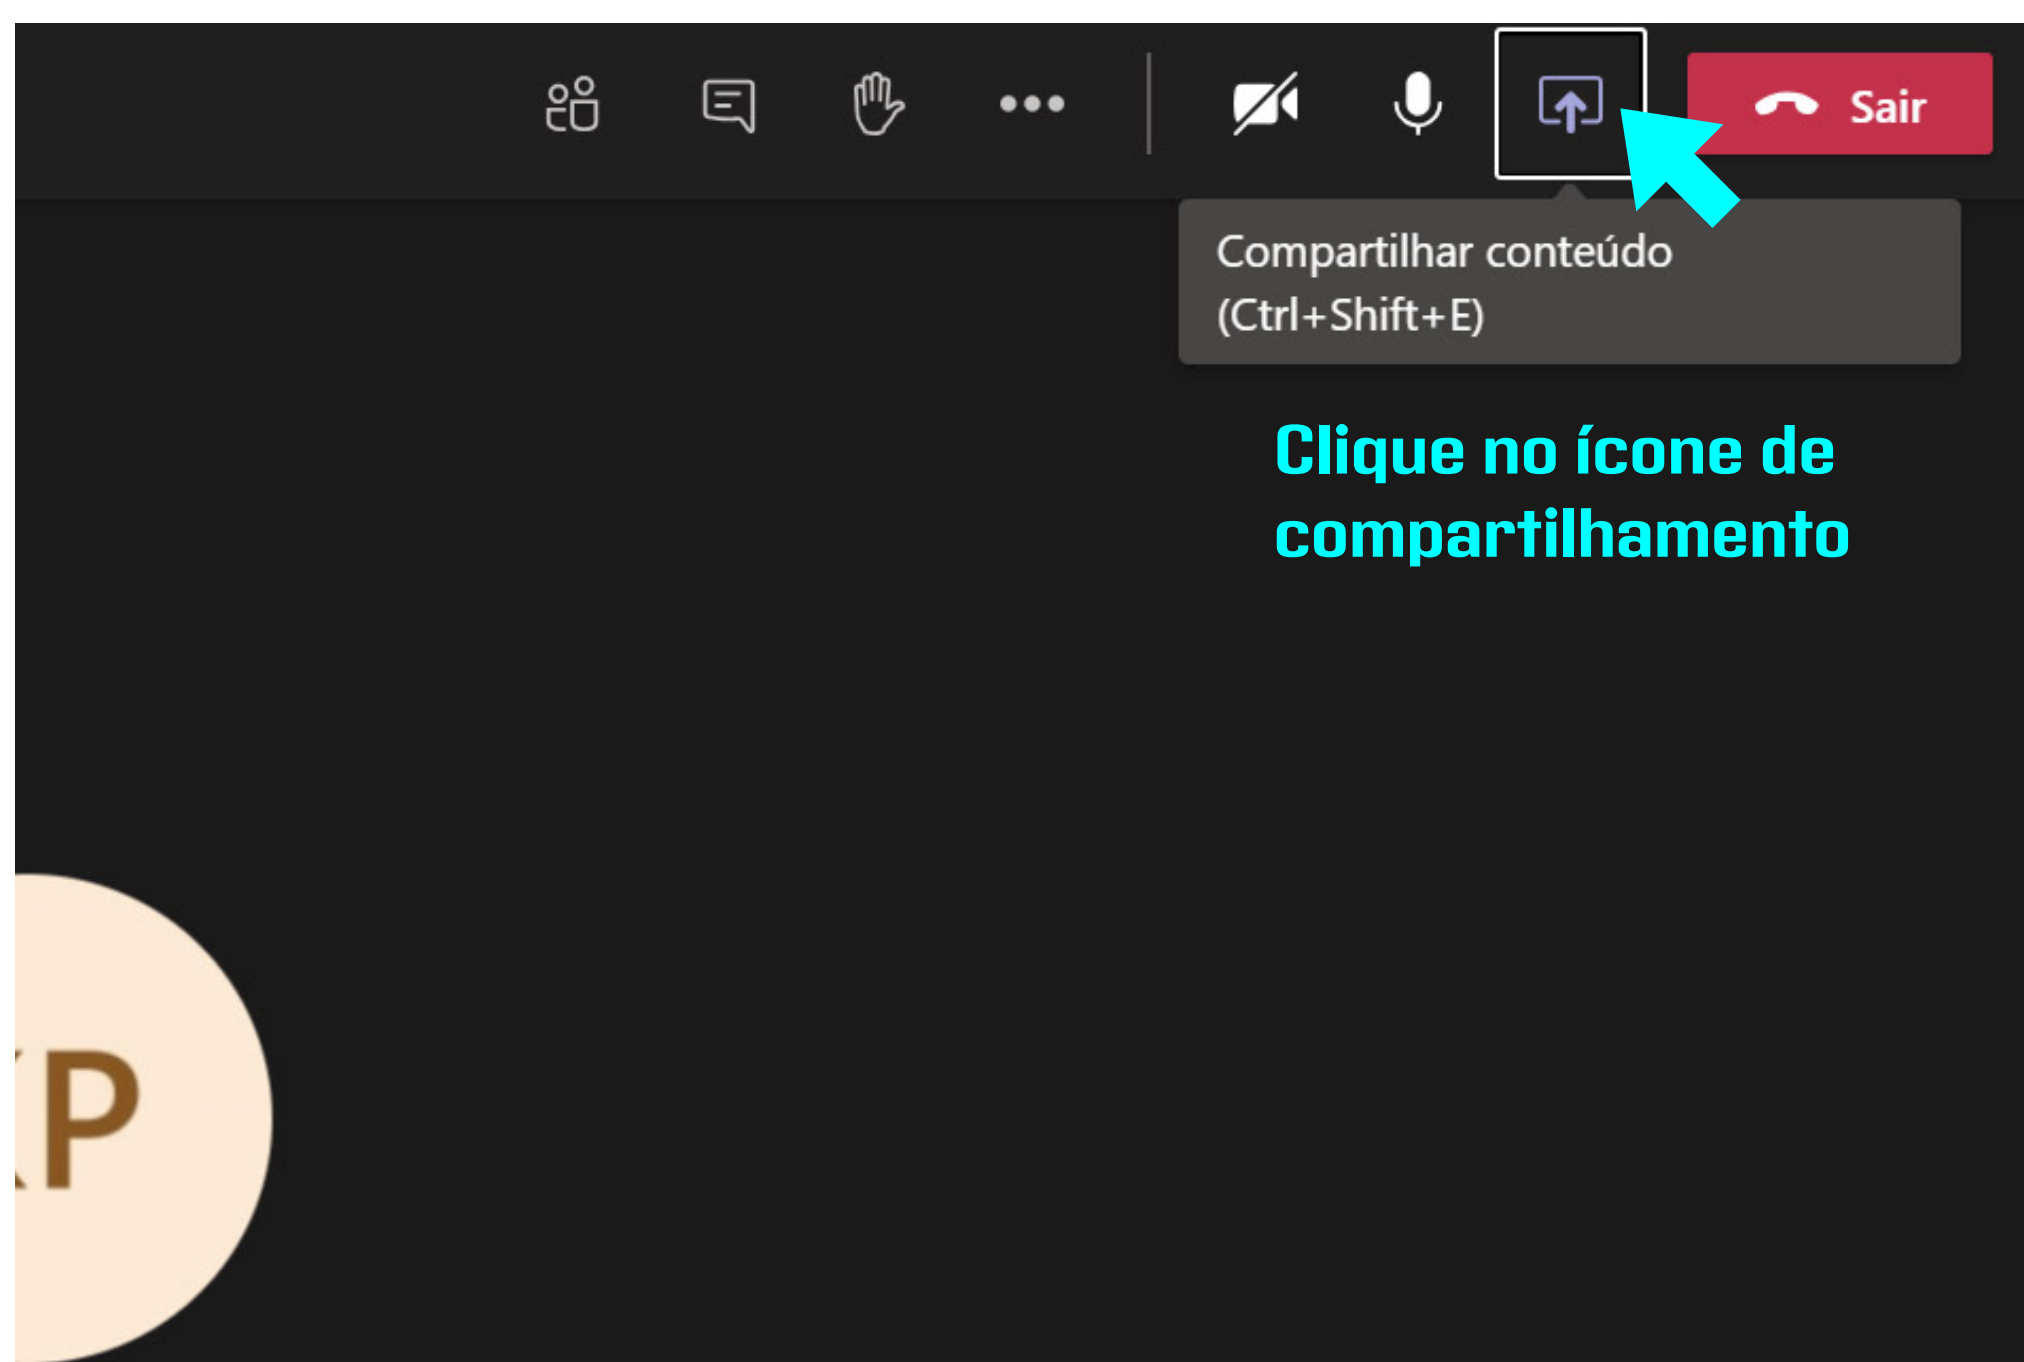 Sair
Compartilhar conteúdo
(Ctrl+Shift+E)
Clique no ícone de
compartilhamento
P